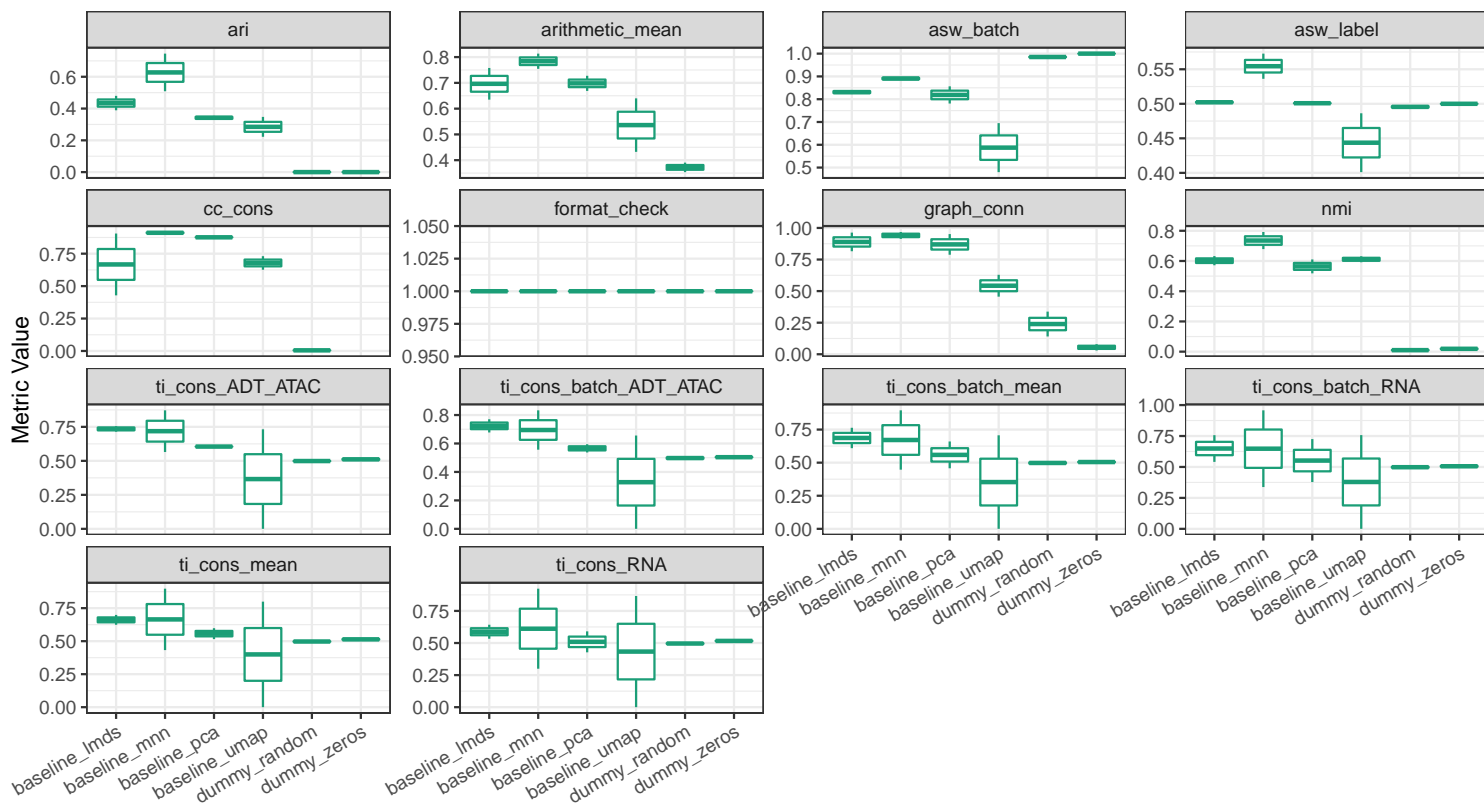 ari
arithmetic_mean
asw_batch
asw_label
0.6
0.4
0.2
0.0
0.8
0.7
0.6
0.5
0.4
1.0
0.9
0.8
0.7
0.6
0.5
0.55
0.50
0.45
0.40
cc_cons
format_check
graph_conn
nmi
0.75
0.50
0.25
0.00
1.050
1.025
1.000
0.975
0.950
1.00
0.75
0.50
0.25
0.00
0.8
0.6
0.4
0.2
0.0
Metric Value
ti_cons_ADT_ATAC
ti_cons_batch_ADT_ATAC
ti_cons_batch_mean
ti_cons_batch_RNA
0.75
0.50
0.25
0.00
0.8
0.6
0.4
0.2
0.0
0.75
0.50
0.25
0.00
1.00
0.75
0.50
0.25
0.00
baseline_lmds
baseline_mnn
baseline_pca
baseline_umap
dummy_random
dummy_zeros
baseline_lmds
baseline_mnn
baseline_pca
baseline_umap
dummy_random
dummy_zeros
ti_cons_mean
ti_cons_RNA
0.75
0.50
0.25
0.00
0.75
0.50
0.25
0.00
baseline_lmds
baseline_mnn
baseline_pca
baseline_umap
dummy_random
dummy_zeros
baseline_lmds
baseline_mnn
baseline_pca
baseline_umap
dummy_random
dummy_zeros